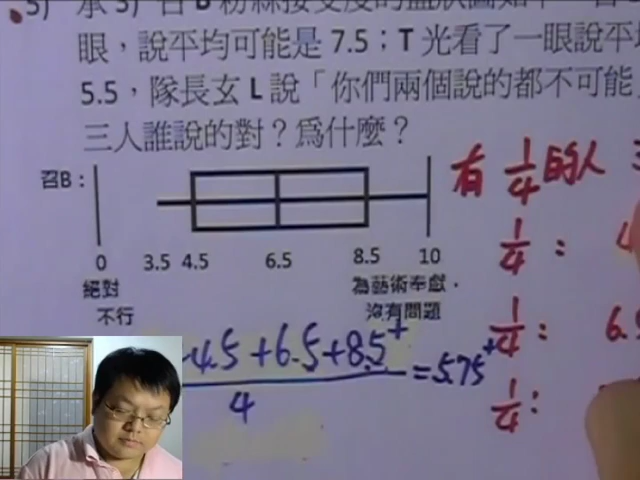 5) 承 3) 召 B 粉絲接受度的盒狀圖如下
眼，說平均可能是 7.5；T 光看了一眼說平
5.5，隊長玄 L 說「你們兩個說的都不可能
三人誰說的對？為什麼？
召B：
0 3.5 4.5 6.5 8.5 10
絕對 為藝術奉獻，
不行 沒有問題
有 1/4 的人
1/4：
1/4： 6.5
1/4：
4.5+6.5+8.5⁺
4
=5.75⁺